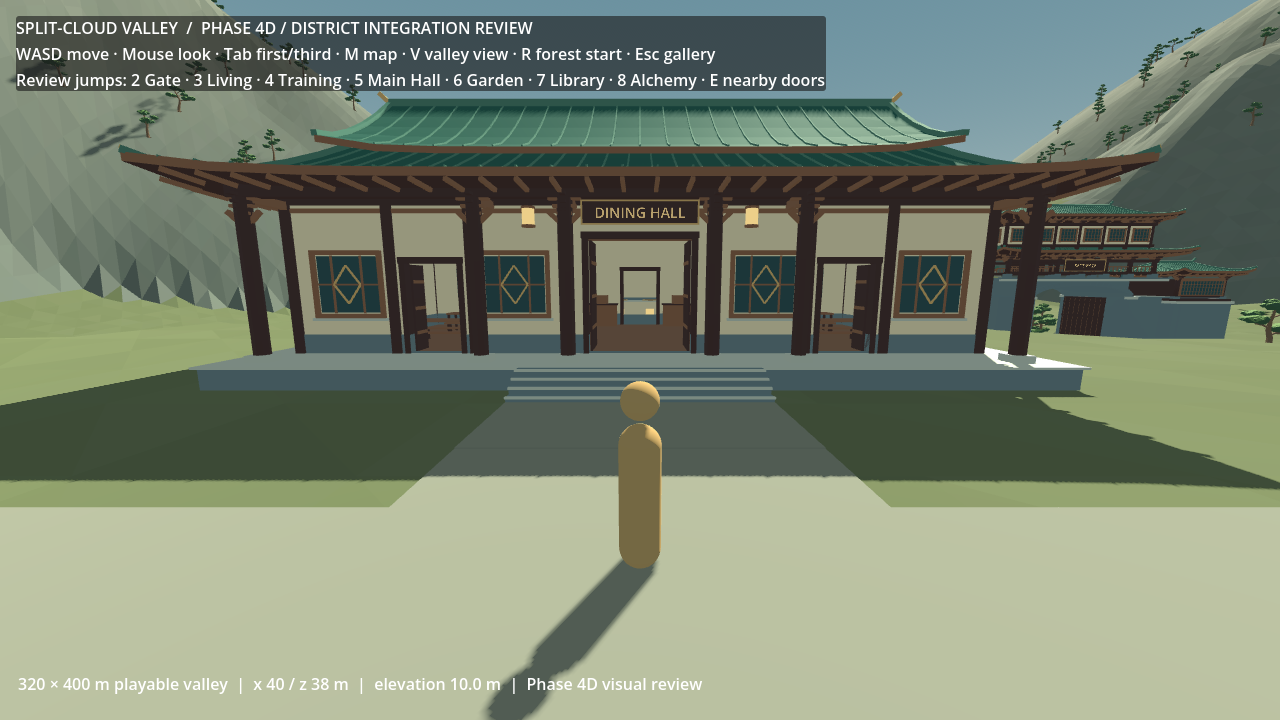 SPLIT-CLOUD VALLEY / PHASE 4D / DISTRICT INTEGRATION REVIEW
WASD move · Mouse look · Tab first/third · M map · V valley view · R forest start · Esc gallery
Review jumps: 2 Gate · 3 Living · 4 Training · 5 Main Hall · 6 Garden · 7 Library · 8 Alchemy · E nearby doors
DINING HALL
320 × 400 m playable valley | x 40 / z 38 m | elevation 10.0 m | Phase 4D visual review